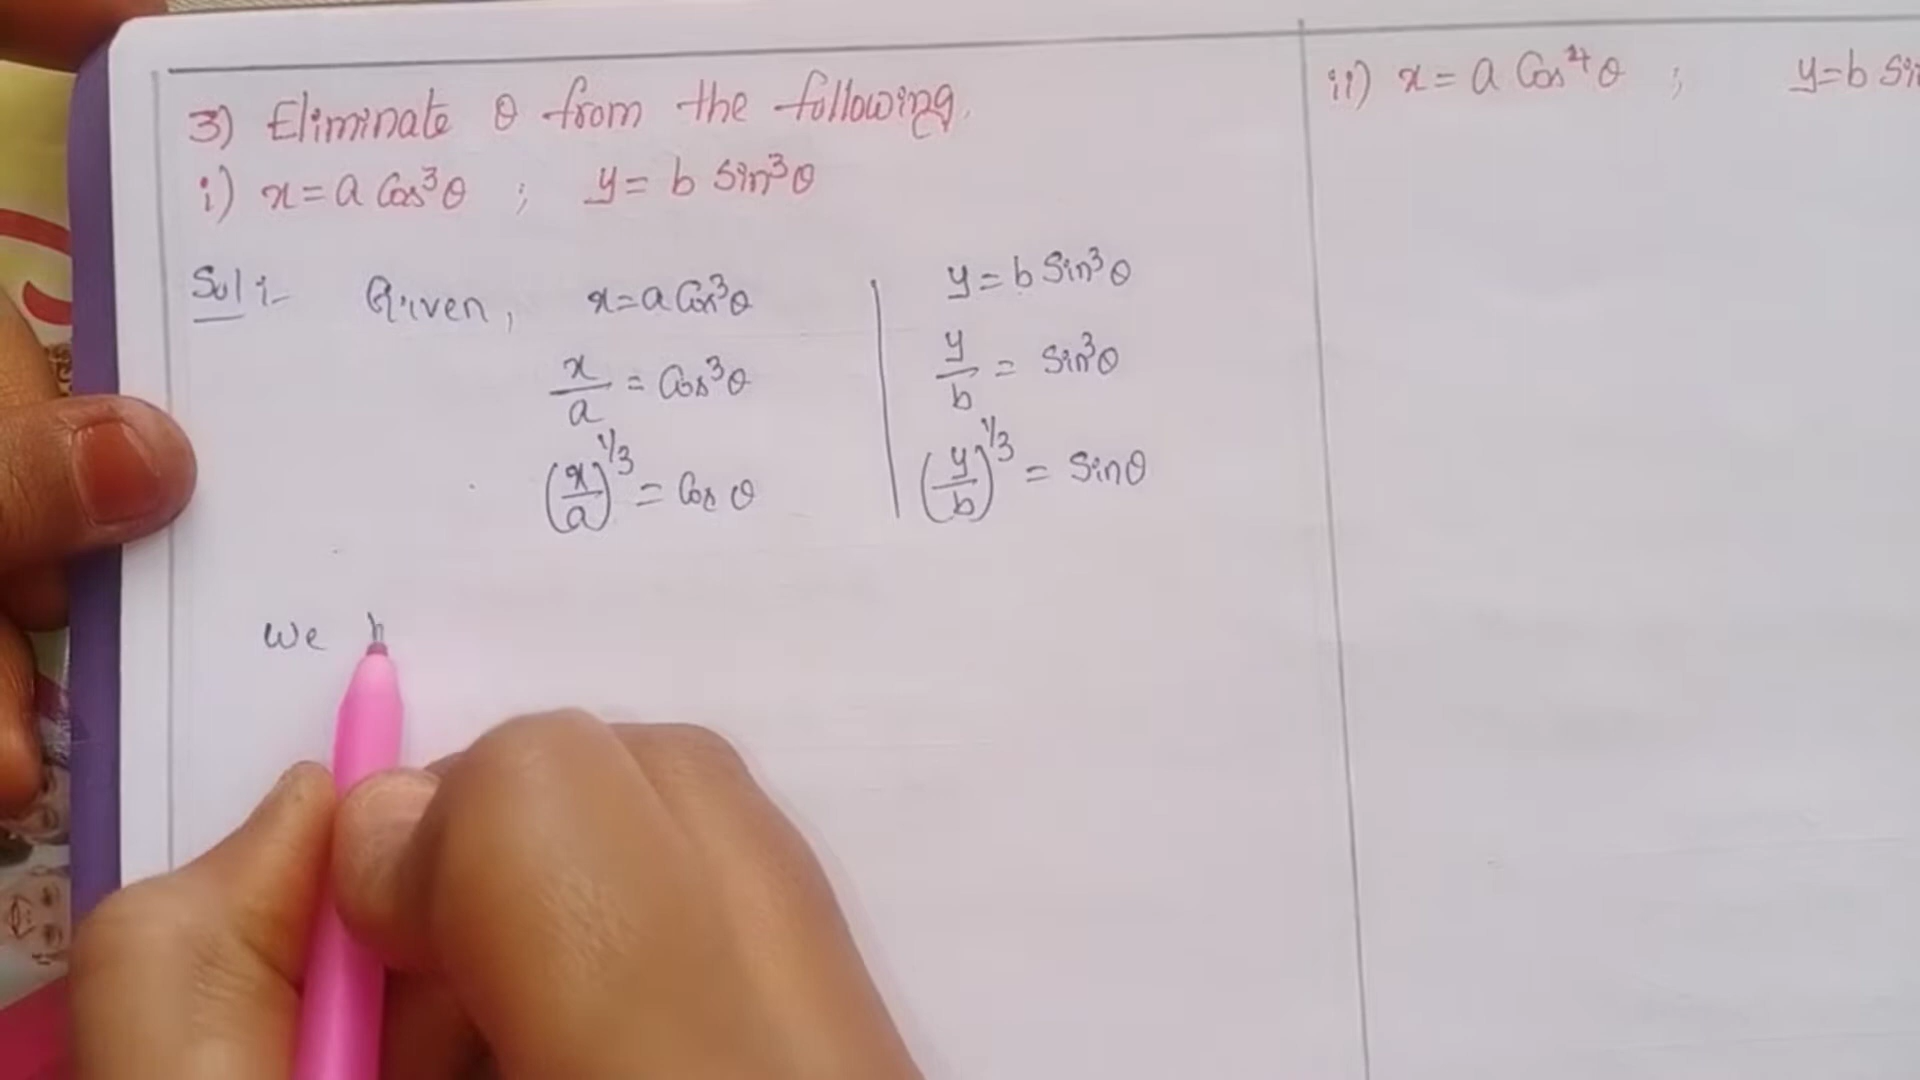 3) Eliminate θ from the following.
i) x = a Cos³θ ; y = b Sin³θ
Sol :- Given, x = a Cos³θ
x/a = Cos³θ
(x/a)^1/3 = Cos θ
y = b Sin³θ
y/b = Sin³θ
(y/b)^1/3 = Sinθ
We
ii) x = a Cos⁴θ ; y = b Sin